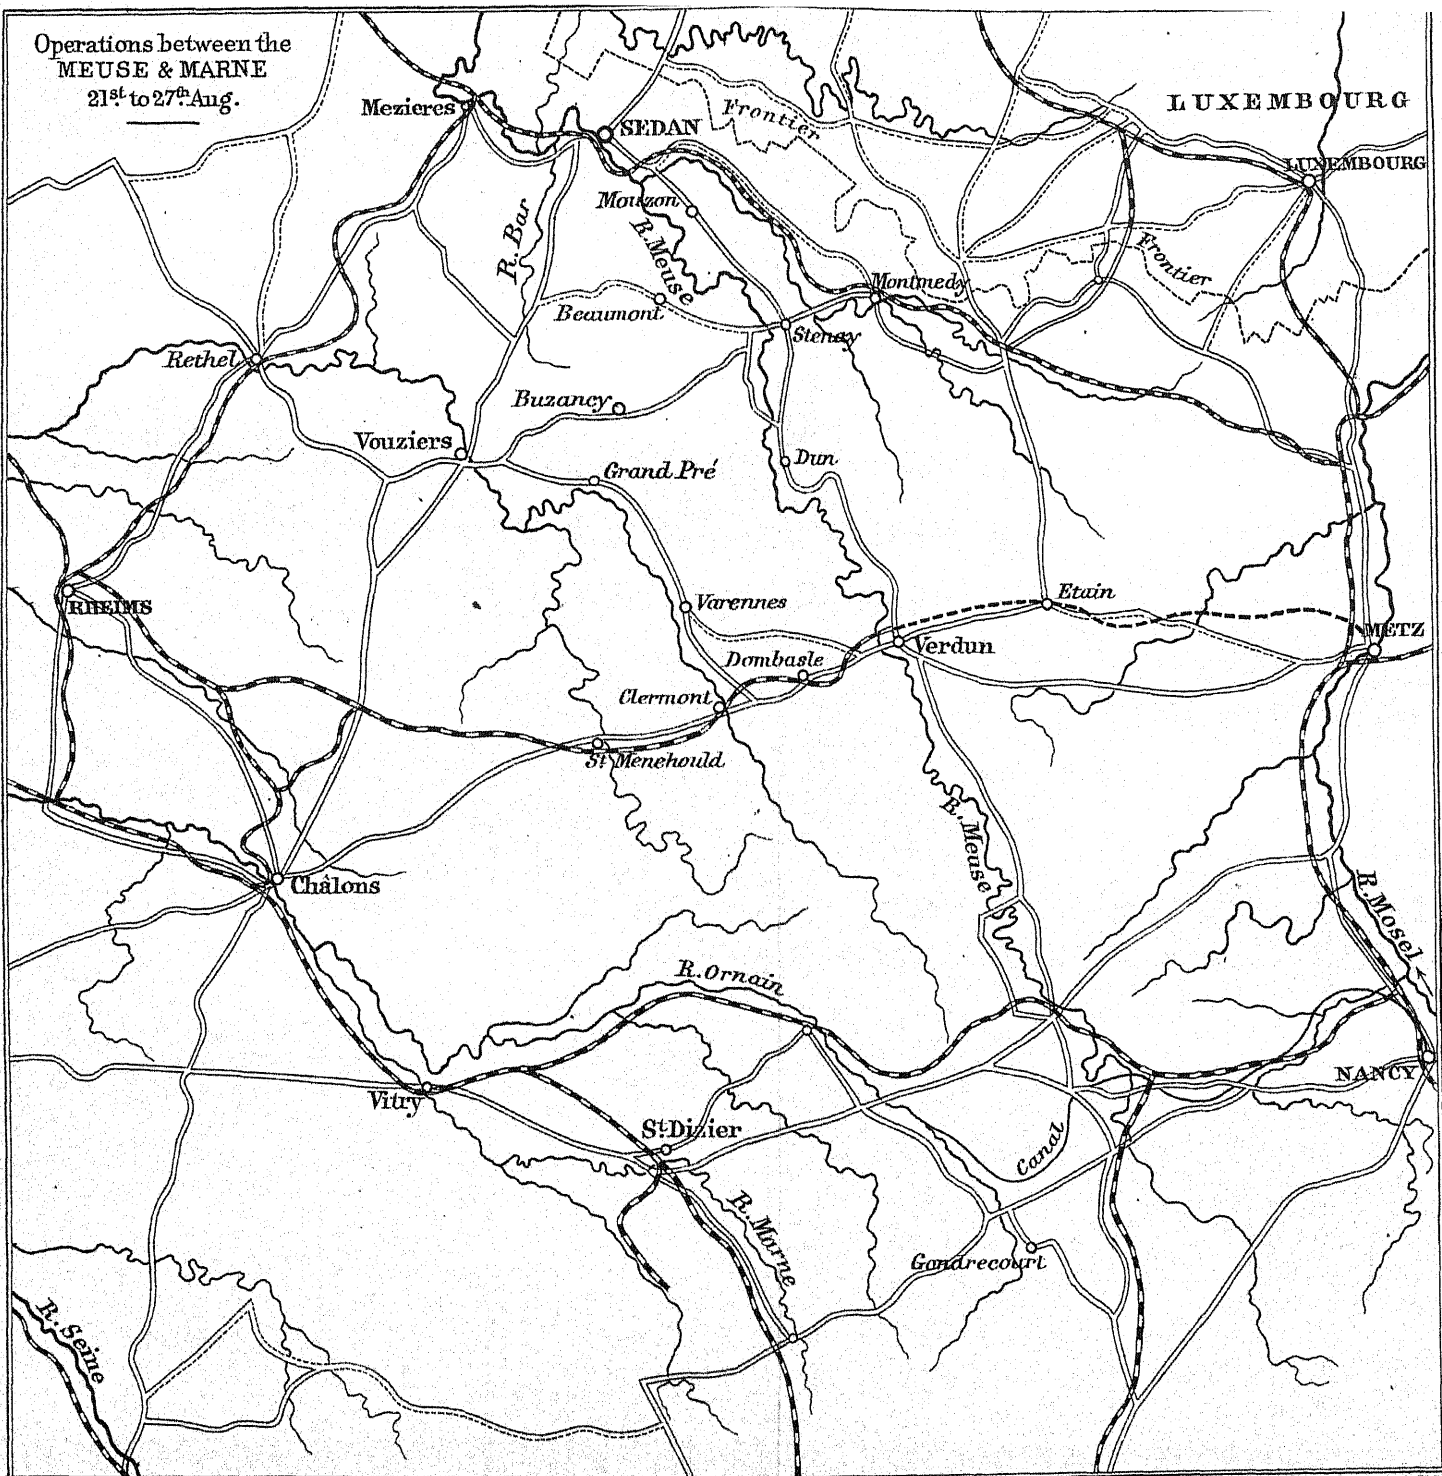 Operations between the
MEUSE & MARNE
21st. to 27th. Aug.
Mezieres
SEDAN
Frontier
LUXEMBOURG
LUXEMBOURG
R. Bar
Mouzon
R. Meuse
Frontier
Beaumont
Montmedy
Stenay
Rethel
Buzancy
Vouziers
Grand Pré
Dun
RHEIMS
Varennes
Etain
METZ
Verdun
Dombasle
Clermont
St. Menehould
R. Meuse
Châlons
R. Mosel
R. Ornain
Vitry
NANCY
St. Dizier
Canal
R. Marne
Gondrecourt
R. Seine